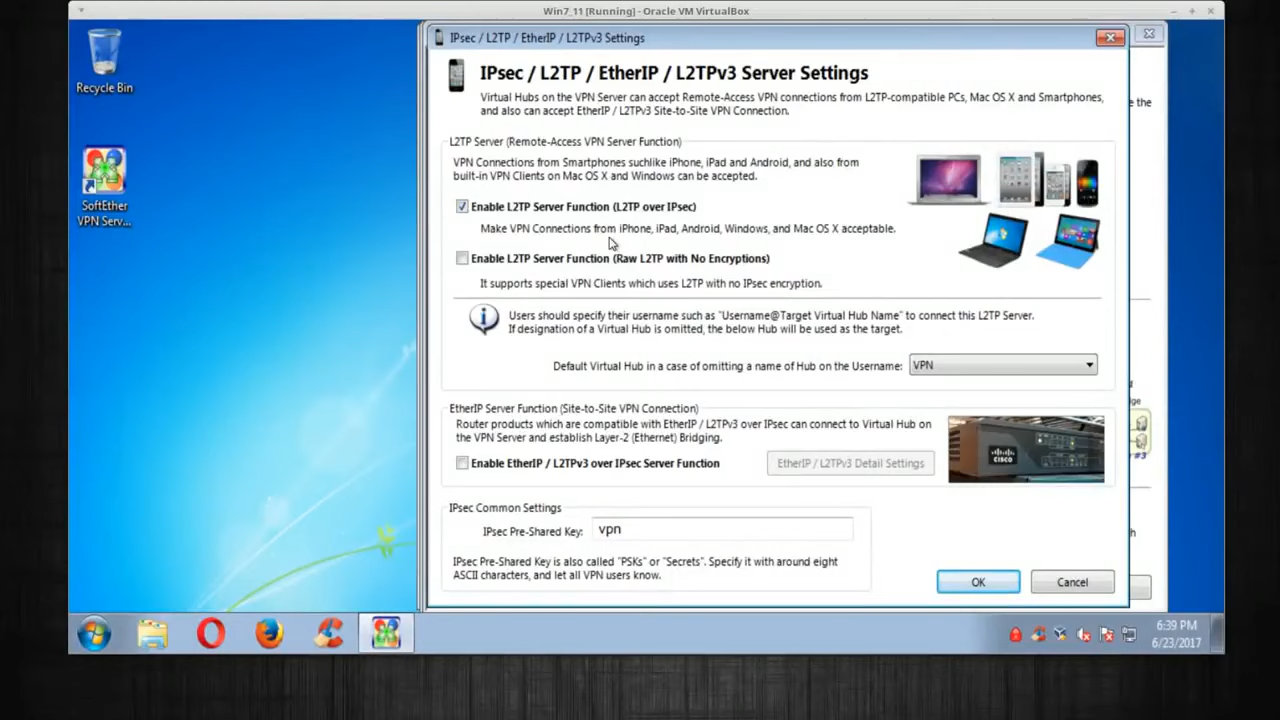 Win7_11 [Running] - Oracle VM VirtualBox
Recycle Bin
SoftEther
VPN Serv...
IPsec / L2TP / EtherIP / L2TPv3 Settings
IPsec / L2TP / EtherIP / L2TPv3 Server Settings
Virtual Hubs on the VPN Server can accept Remote-Access VPN connections from L2TP-compatible PCs, Mac OS X and Smartphones,
and also can accept EtherIP / L2TPv3 Site-to-Site VPN Connection.
e the
L2TP Server (Remote-Access VPN Server Function)
VPN Connections from Smartphones suchlike iPhone, iPad and Android, and also from
built-in VPN Clients on Mac OS X and Windows can be accepted.
Enable L2TP Server Function (L2TP over IPsec)
Make VPN Connections from iPhone, iPad, Android, Windows, and Mac OS X acceptable.
Enable L2TP Server Function (Raw L2TP with No Encryptions)
It supports special VPN Clients which uses L2TP with no IPsec encryption.
Users should specify their username such as "Username@Target Virtual Hub Name" to connect this L2TP Server.
If designation of a Virtual Hub is omitted, the below Hub will be used as the target.
Default Virtual Hub in a case of omitting a name of Hub on the Username: VPN
EtherIP Server Function (Site-to-Site VPN Connection)
Router products which are compatible with EtherIP / L2TPv3 over IPsec can connect to Virtual Hub on
the VPN Server and establish Layer-2 (Ethernet) Bridging.
Enable EtherIP / L2TPv3 over IPsec Server Function
EtherIP / L2TPv3 Detail Settings
CISCO
#3
IPsec Common Settings
IPsec Pre-Shared Key: vpn
IPsec Pre-Shared Key is also called "PSKs" or "Secrets". Specify it with around eight
ASCII characters, and let all VPN users know.
OK
Cancel
6:39 PM
6/23/2017